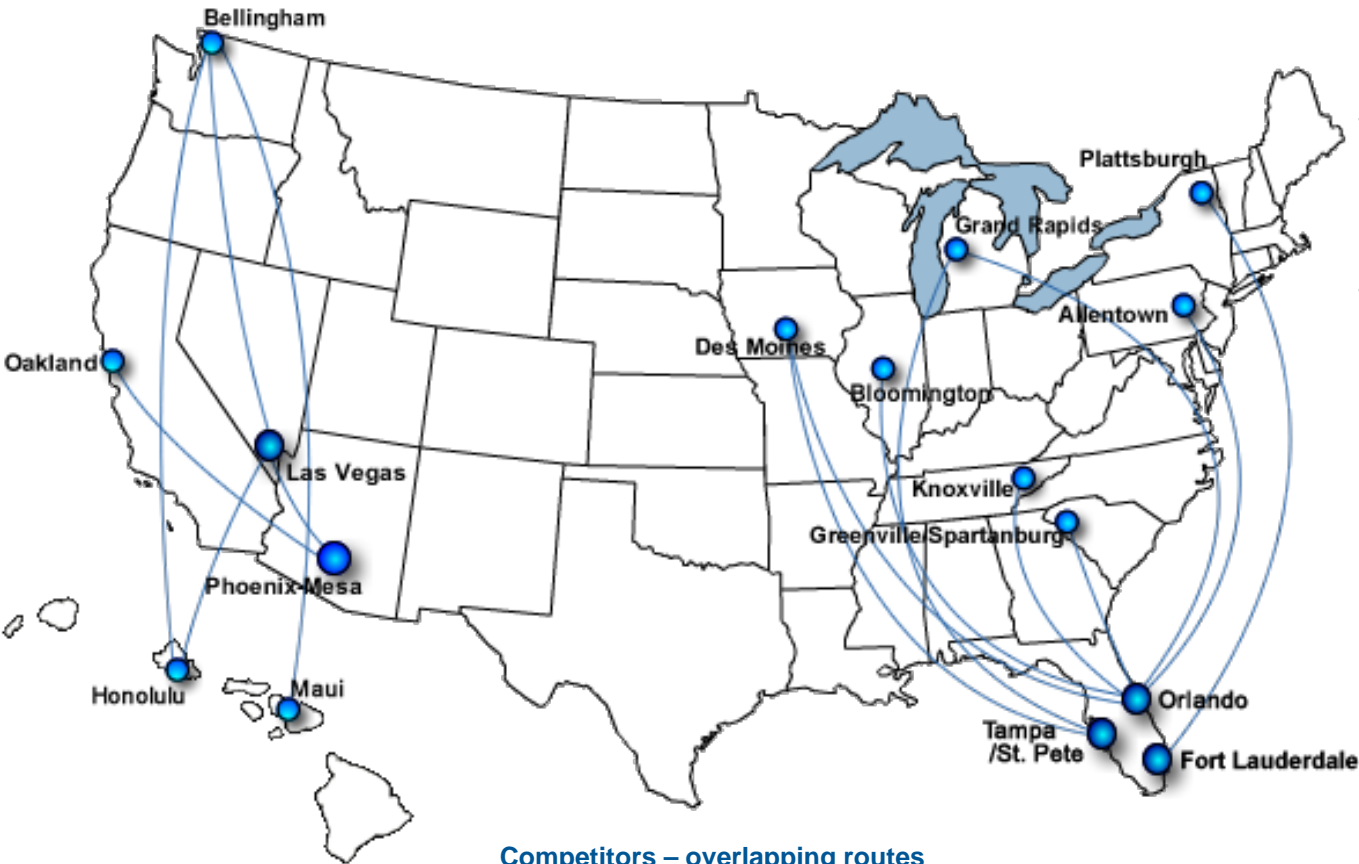 Bellingham
Plattsburgh
Grand Rapids
Allentown
Des Moines
Oakland
Bloomington
Las Vegas
Knoxville
Greenville/Spartanburg
Phoenix-Mesa
Honolulu
Maui
Orlando
Tampa
/St. Pete
Fort Lauderdale
Competitors – overlapping routes